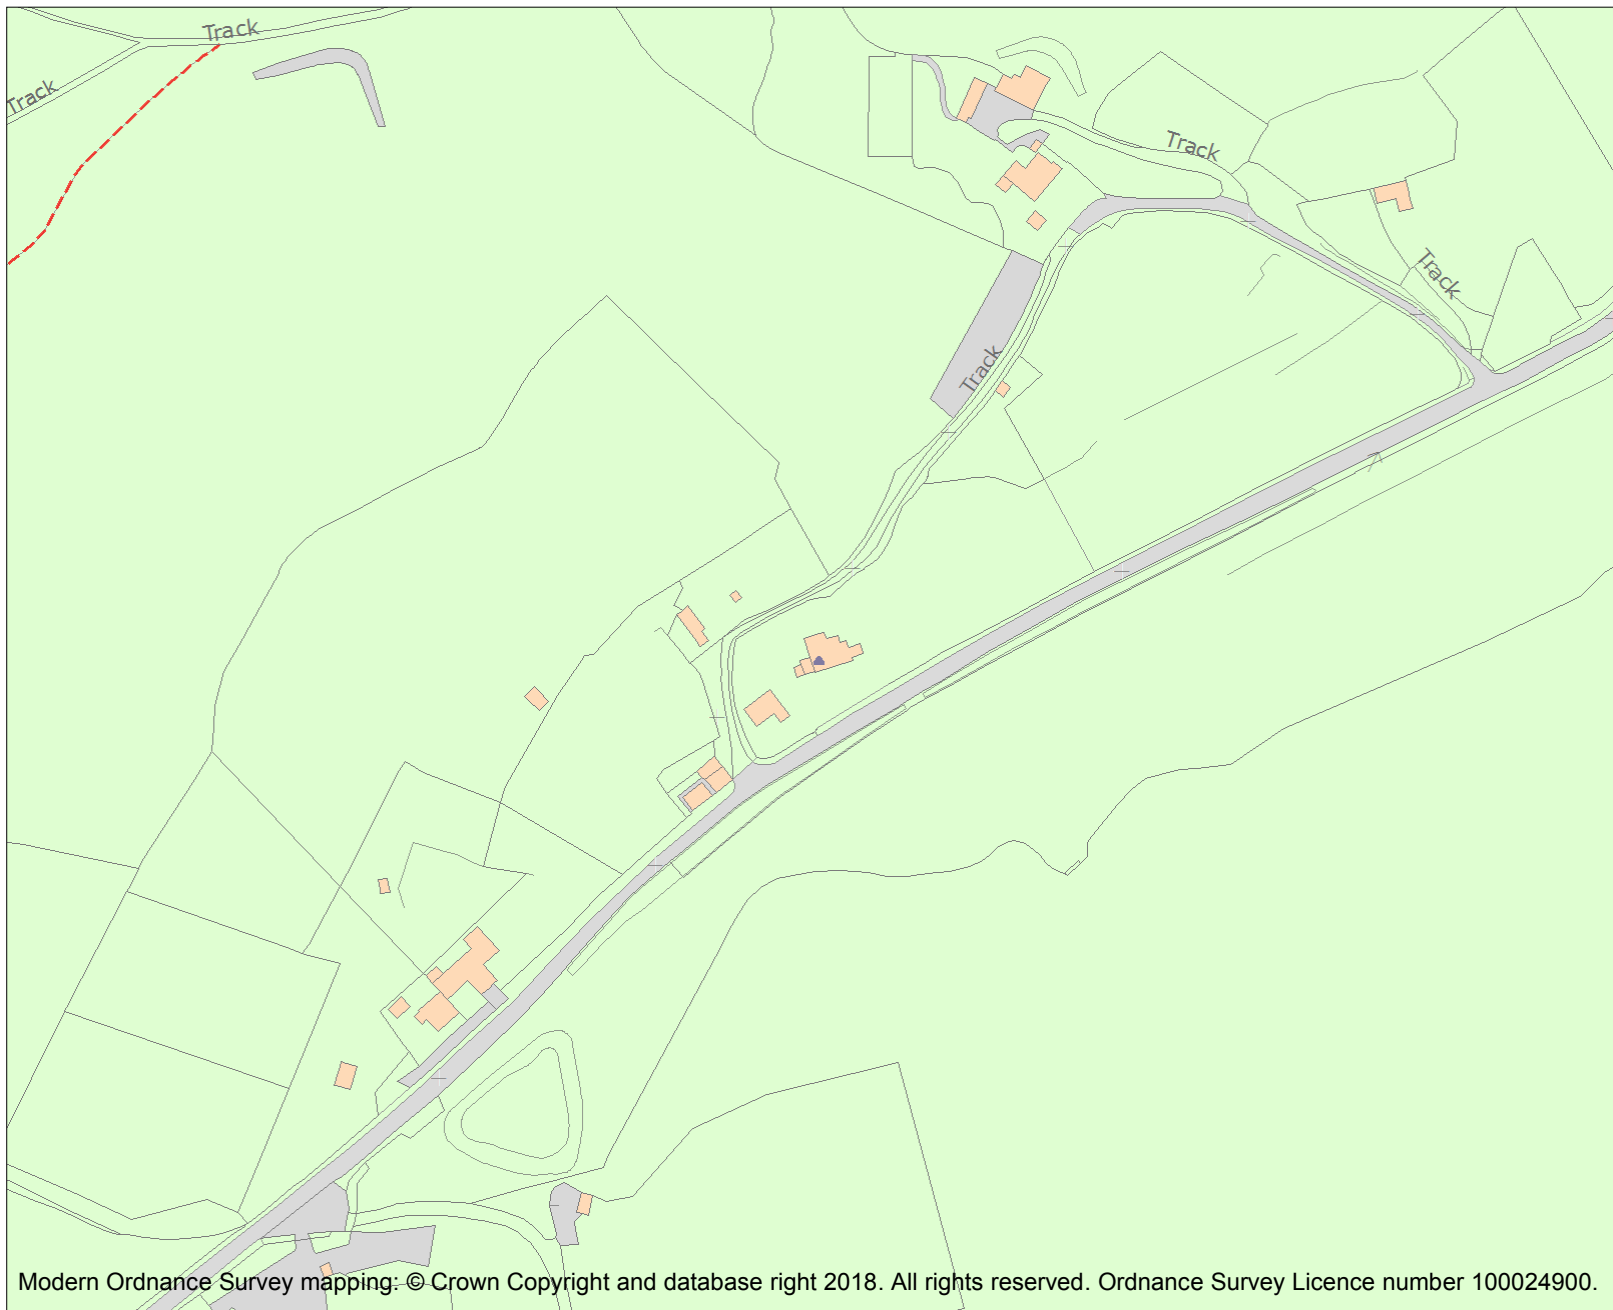 Track
Track
Track
Track
Track
Modern Ordnance Survey mapping: © Crown Copyright and database right 2018. All rights reserved. Ordnance Survey Licence number 100024900.